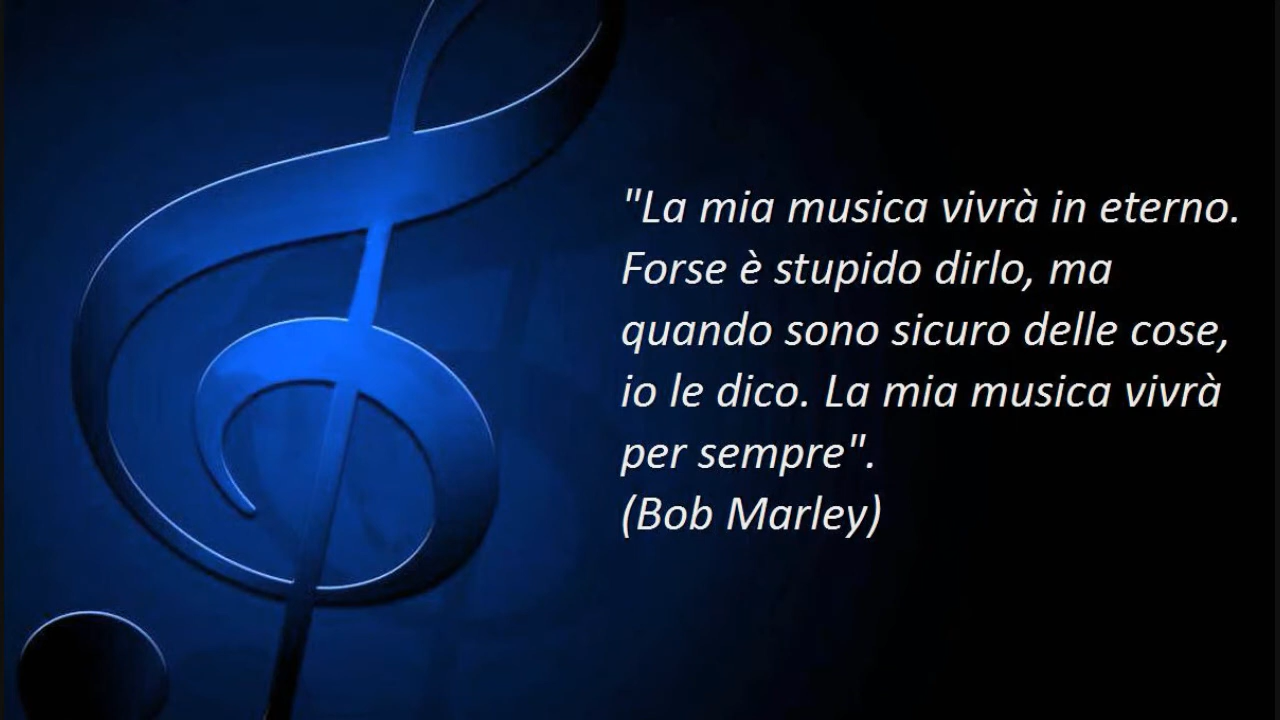 "La mia musica vivrà in eterno.
Forse è stupido dirlo, ma
quando sono sicuro delle cose,
io le dico. La mia musica vivrà
per sempre".
(Bob Marley)